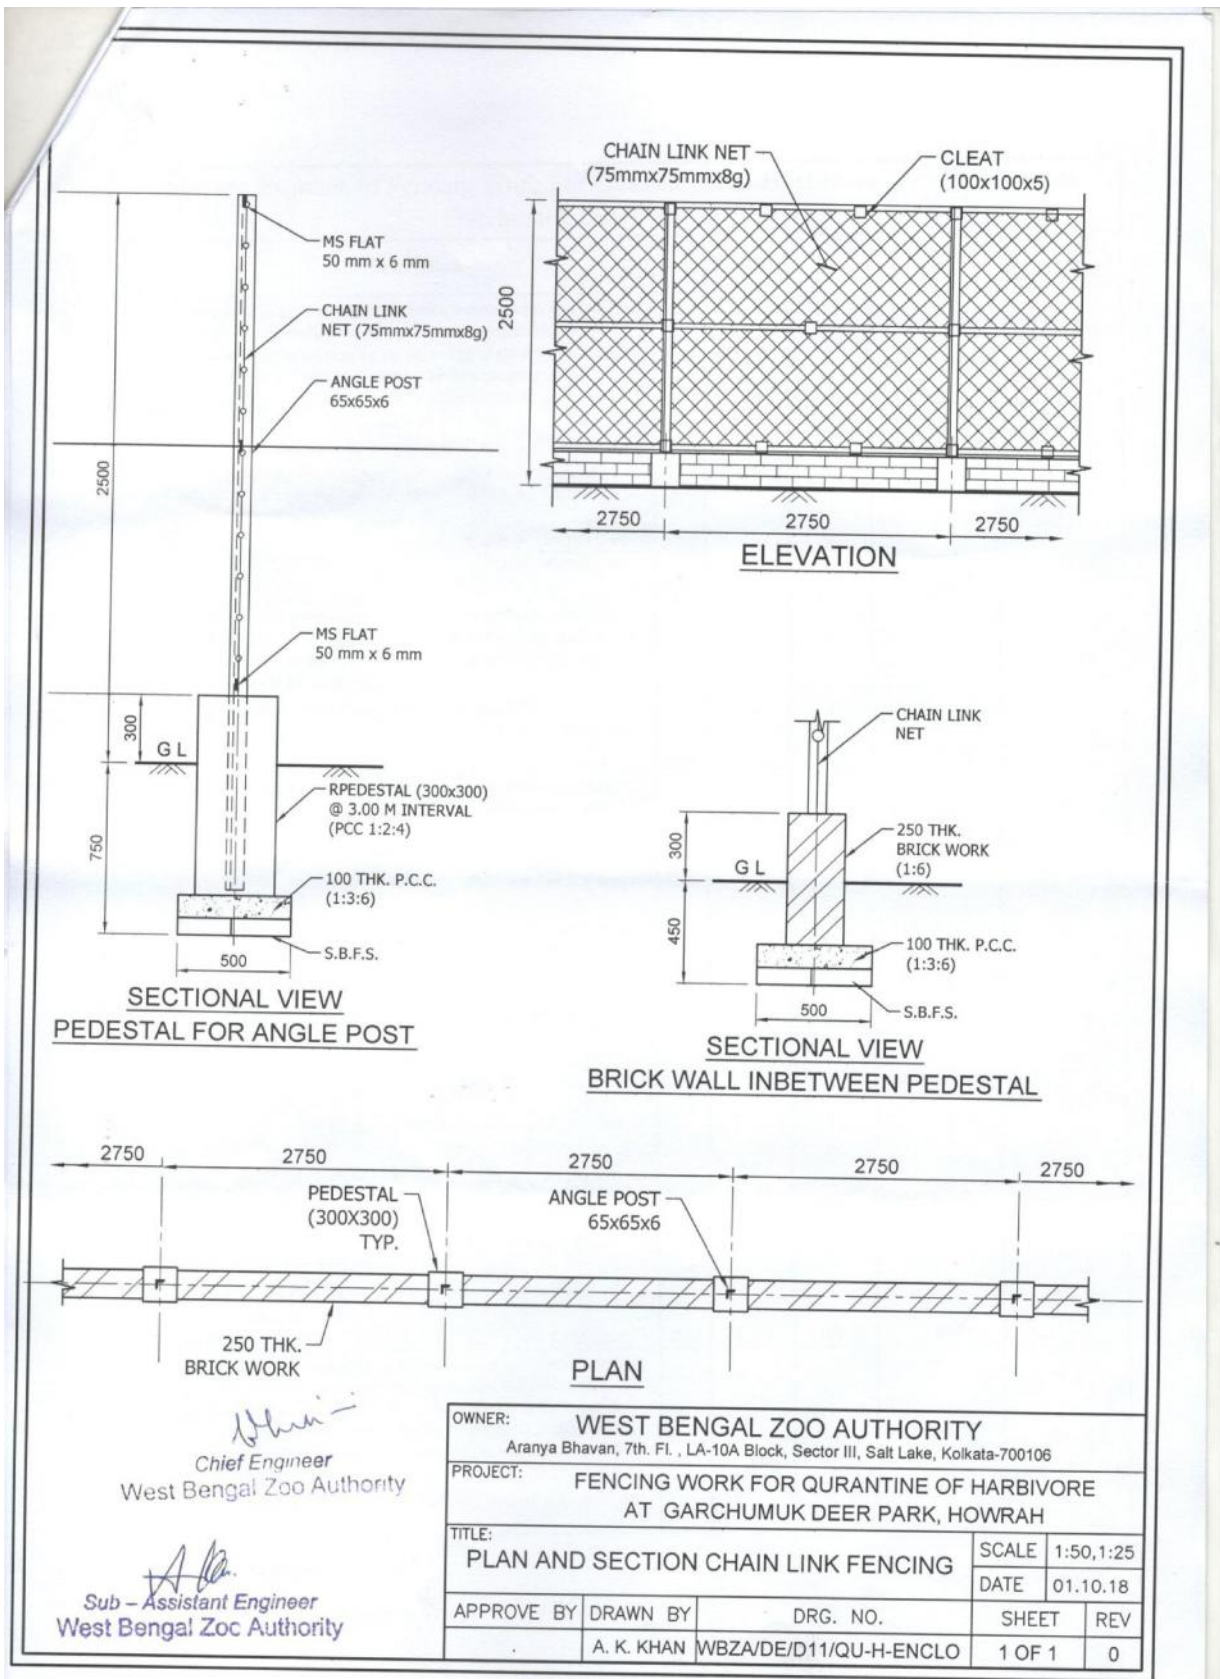 CHAIN LINK NET
(75mmx75mmx8g)
CLEAT
(100x100x5)
MS FLAT
50 mm x 6 mm
CHAIN LINK
NET (75mmx75mmx8g)
ANGLE POST
65x65x6
2500
2500
2750
2750
2750
ELEVATION
MS FLAT
50 mm x 6 mm
300
G L
RPEDESTAL (300x300)
@ 3.00 M INTERVAL
(PCC 1:2:4)
750
100 THK. P.C.C.
(1:3:6)
500
S.B.F.S.
SECTIONAL VIEW
PEDESTAL FOR ANGLE POST
CHAIN LINK
NET
300
G L
250 THK.
BRICK WORK
(1:6)
450
100 THK. P.C.C.
(1:3:6)
500
S.B.F.S.
SECTIONAL VIEW
BRICK WALL INBETWEEN PEDESTAL
2750
2750
2750
2750
2750
PEDESTAL
(300X300)
TYP.
ANGLE POST
65x65x6
250 THK.
BRICK WORK
PLAN
Chief Engineer
West Bengal Zoo Authority
Sub – Assistant Engineer
West Bengal Zoc Authority
OWNER:
WEST BENGAL ZOO AUTHORITY
Aranya Bhavan, 7th. Fl. , LA-10A Block, Sector III, Salt Lake, Kolkata-700106
PROJECT:
FENCING WORK FOR QURANTINE OF HARBIVORE
AT GARCHUMUK DEER PARK, HOWRAH
TITLE:
PLAN AND SECTION CHAIN LINK FENCING
SCALE 1:50,1:25
DATE 01.10.18
APPROVE BY DRAWN BY DRG. NO. SHEET REV
A. K. KHAN WBZA/DE/D11/QU-H-ENCLO 1 OF 1 0